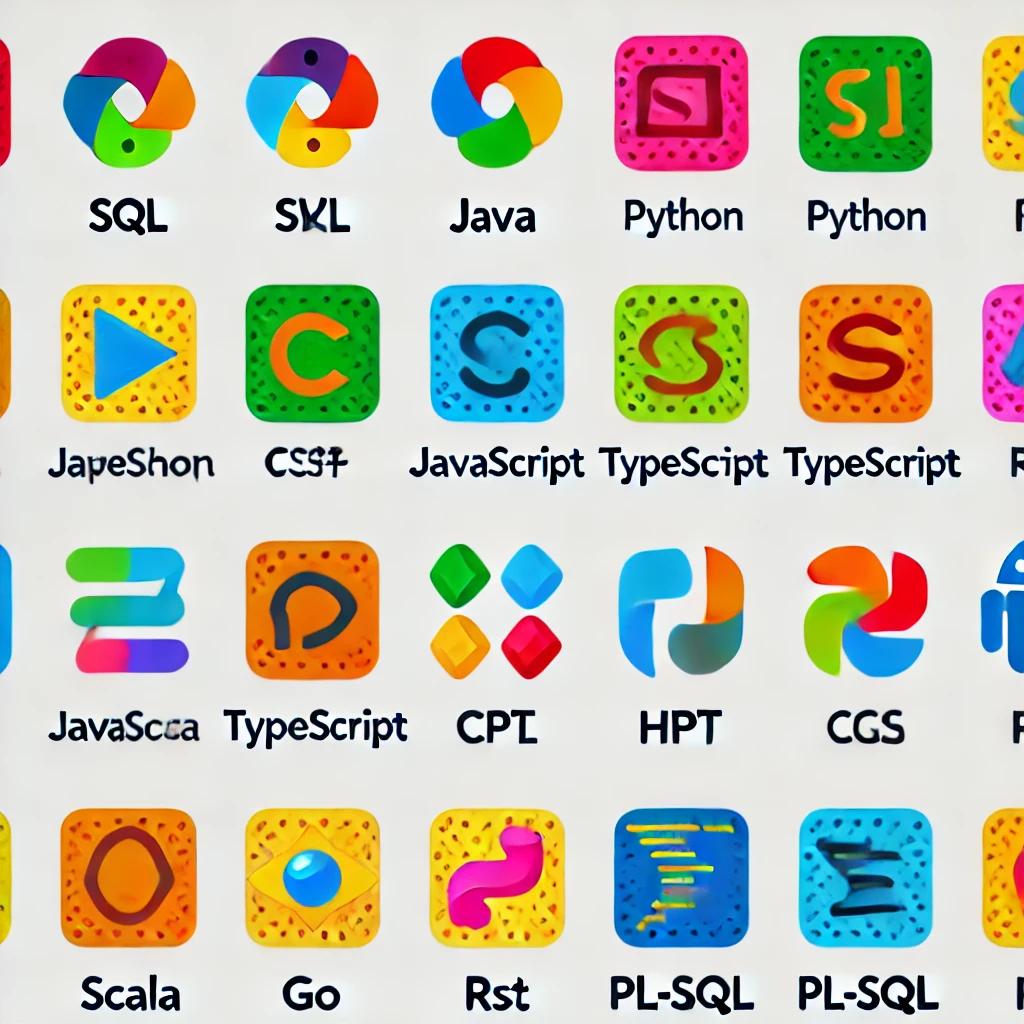 SI
SQL SKL Java Python Python
C S S S
JapeShon CSS JavaScript TypeScipt TypeScript
JavaScca TypeScript CPT HPT CGS
Scala Go Rst PL-SQL PL-SQL